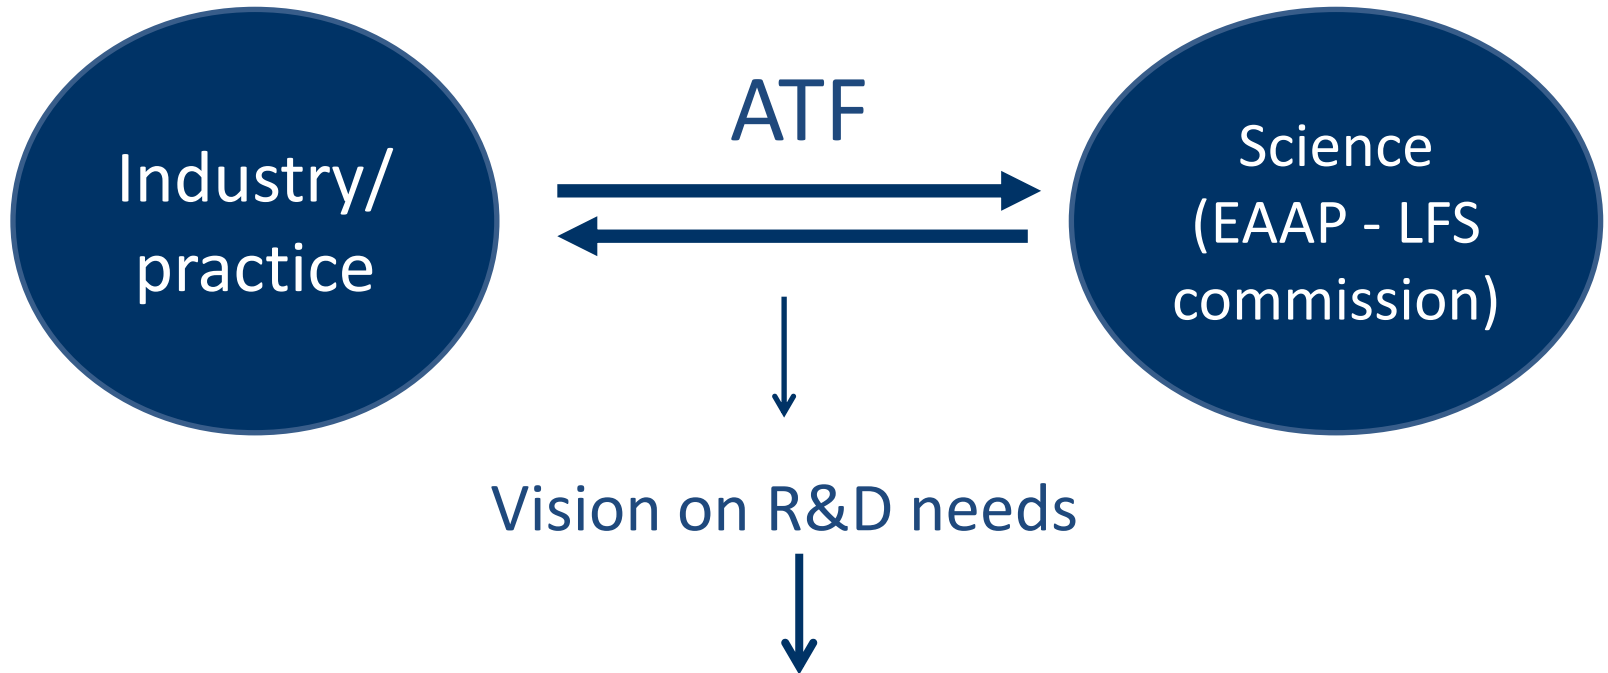 Industry/
practice
ATF
Science
(EAAP - LFS
commission)
Vision on R&D needs